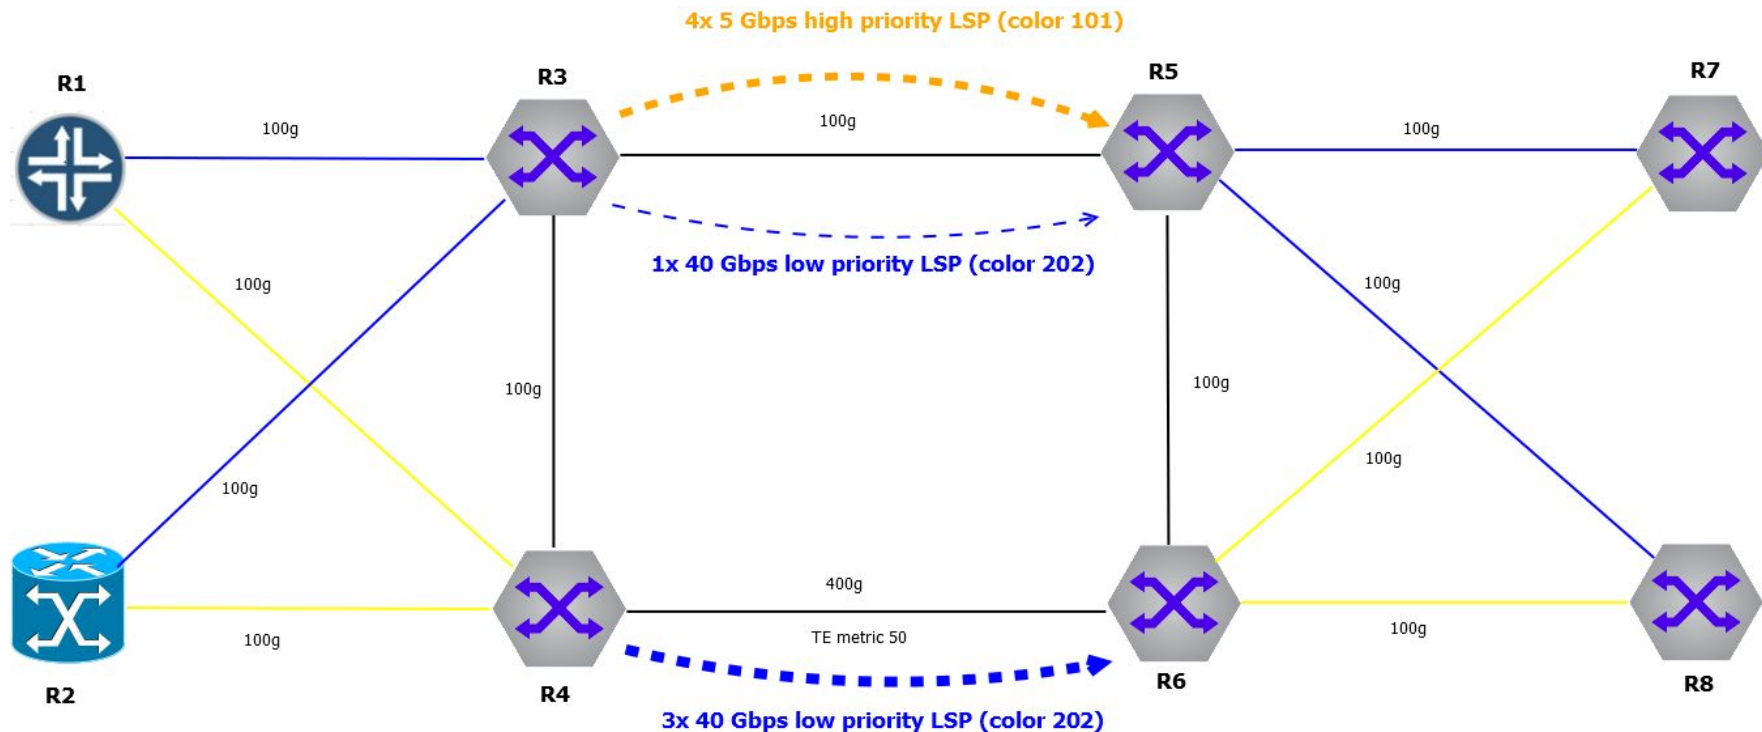 4x 5 Gbps high priority LSP (color 101)
R1
R3
R5
R7
100g
100g
100g
1x 40 Gbps low priority LSP (color 202)
100g
100g
100g
100g
100g
100g
400g
100g
TE metric 50
100g
R2
R4
R6
R8
3x 40 Gbps low priority LSP (color 202)